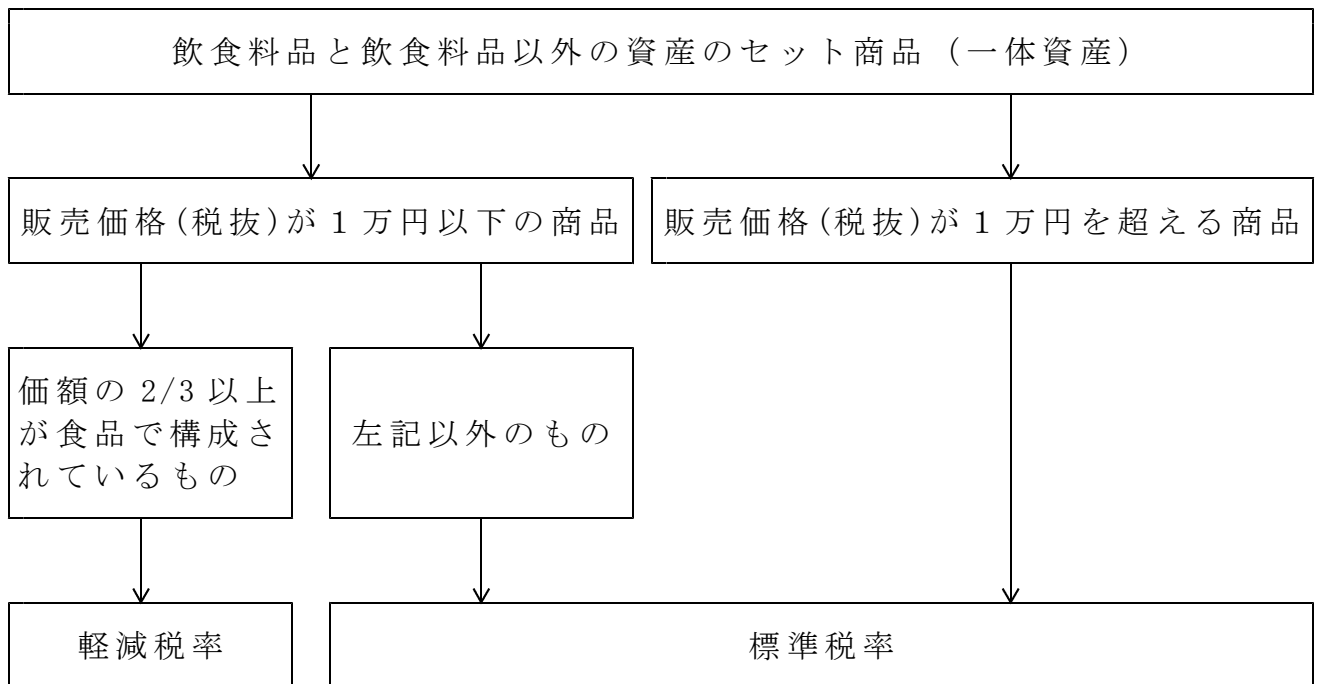 飲食料品と飲食料品以外の資産のセット商品（一体資産）
販売価格(税抜)が１万円以下の商品
販売価格(税抜)が１万円を超える商品
価額の 2/3 以上
が食品で構成さ
れているもの
左記以外のもの
軽減税率
標準税率